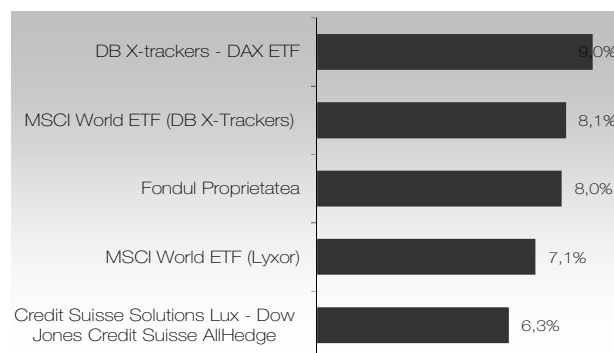 DB X-trackers - DAX ETF
9,0%
MSCI World ETF (DB X-Trackers)
8,1%
Fondul Proprietatea
8,0%
MSCI World ETF (Lyxor)
7,1%
Credit Suisse Solutions Lux - Dow
Jones Credit Suisse AllHedge
6,3%